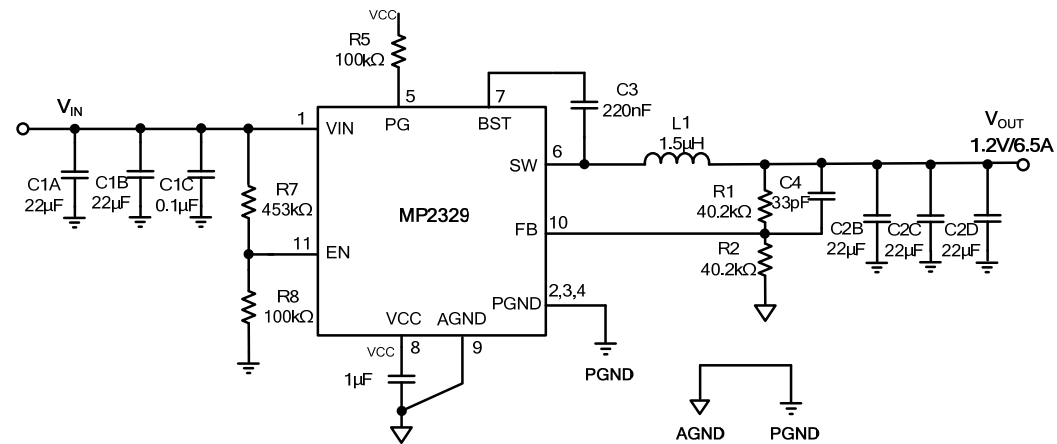 VCC
R5
100kΩ
5
7
C3
220nF
VIN
1
VIN
PG
BST
L1
1.5µH
VOUT
1.2V/6.5A
6
SW
C1A
22µF
C1B
22µF
C1C
0.1µF
R7
453kΩ
MP2329
R1
40.2kΩ
C4
33pF
FB
10
C2B
22µF
C2C
22µF
C2D
22µF
11
EN
R2
40.2kΩ
R8
100kΩ
PGND
2,3,4
VCC
AGND
VCC
8
9
1µF
PGND
AGND
PGND